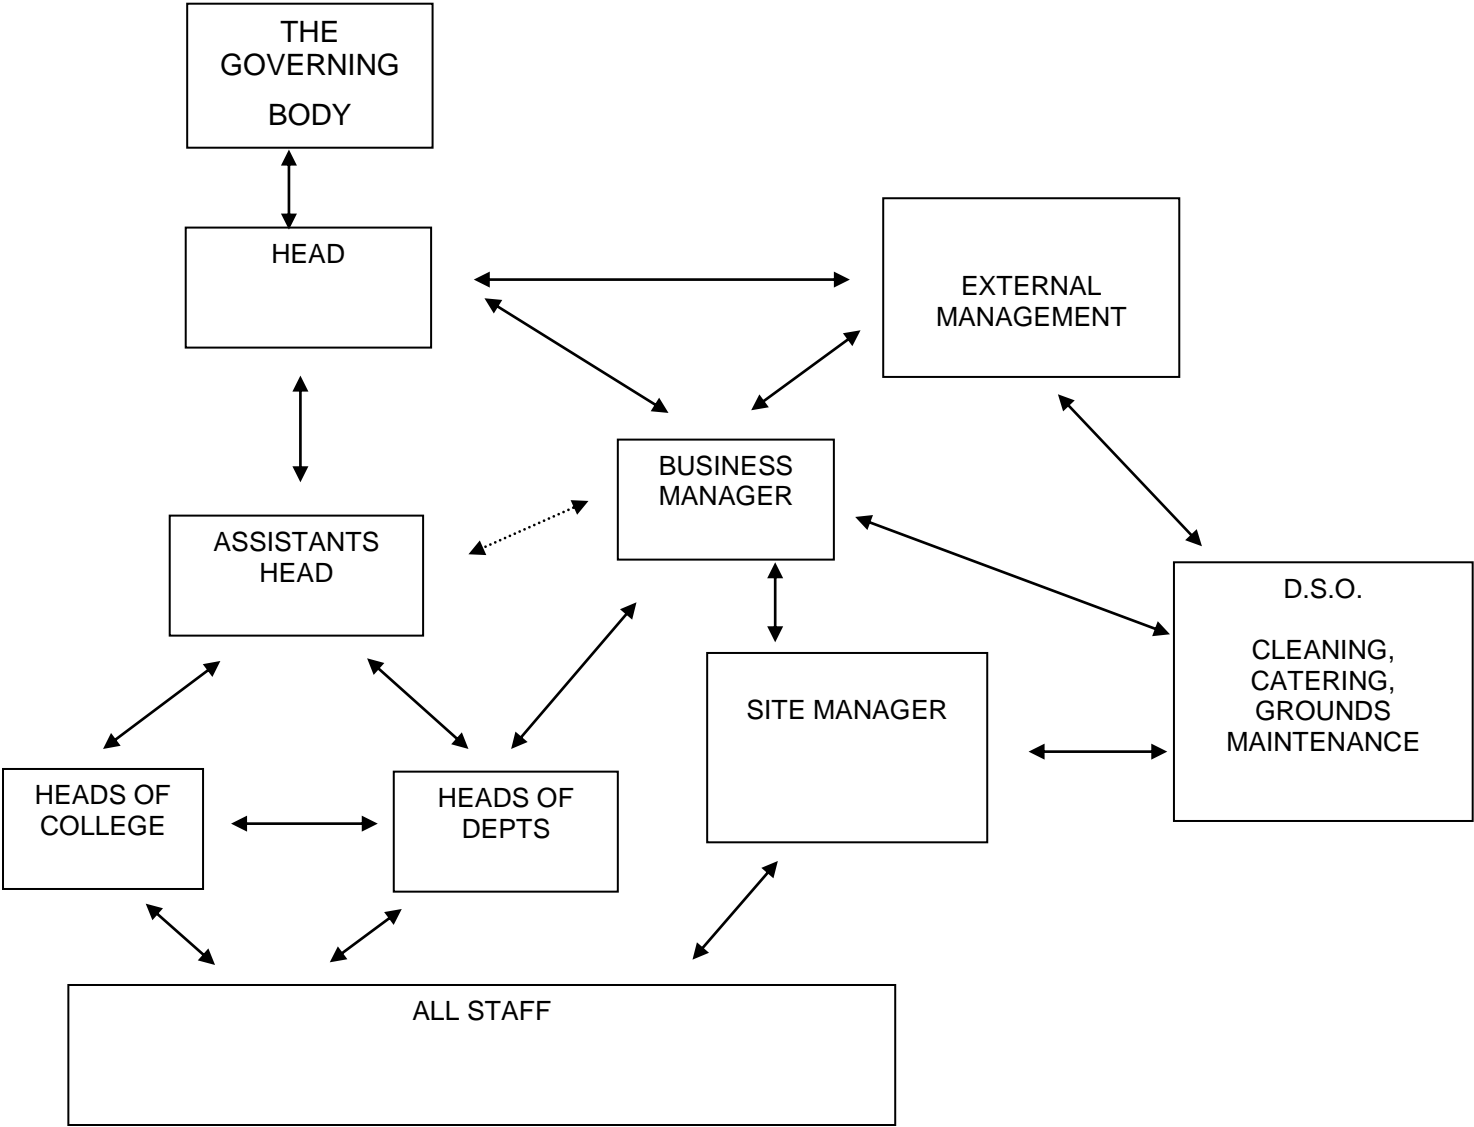 THE
GOVERNING
BODY
HEAD
EXTERNAL
MANAGEMENT
BUSINESS
MANAGER
ASSISTANTS
HEAD
D.S.O.
CLEANING,
CATERING,
GROUNDS
MAINTENANCE
SITE MANAGER
HEADS OF
COLLEGE
HEADS OF
DEPTS
ALL STAFF